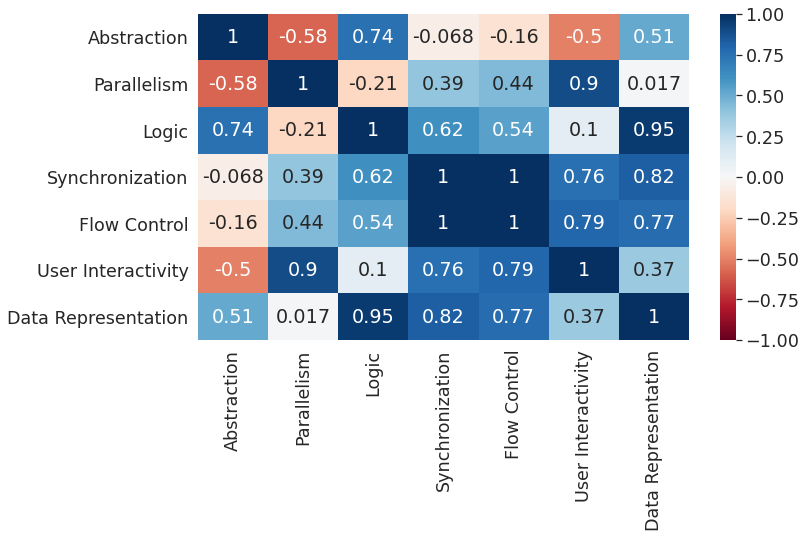 Abstraction 1 -0.58 0.74 -0.068 -0.16 -0.5 0.51
Parallelism -0.58 1 -0.21 0.39 0.44 0.9 0.017
Logic 0.74 -0.21 1 0.62 0.54 0.1 0.95
Synchronization -0.068 0.39 0.62 1 1 0.76 0.82
Flow Control -0.16 0.44 0.54 1 1 0.79 0.77
User Interactivity -0.5 0.9 0.1 0.76 0.79 1 0.37
Data Representation 0.51 0.017 0.95 0.82 0.77 0.37 1
Abstraction
Parallelism
Logic
Synchronization
Flow Control
User Interactivity
Data Representation
1.00
0.75
0.50
0.25
0.00
−0.25
−0.50
−0.75
−1.00